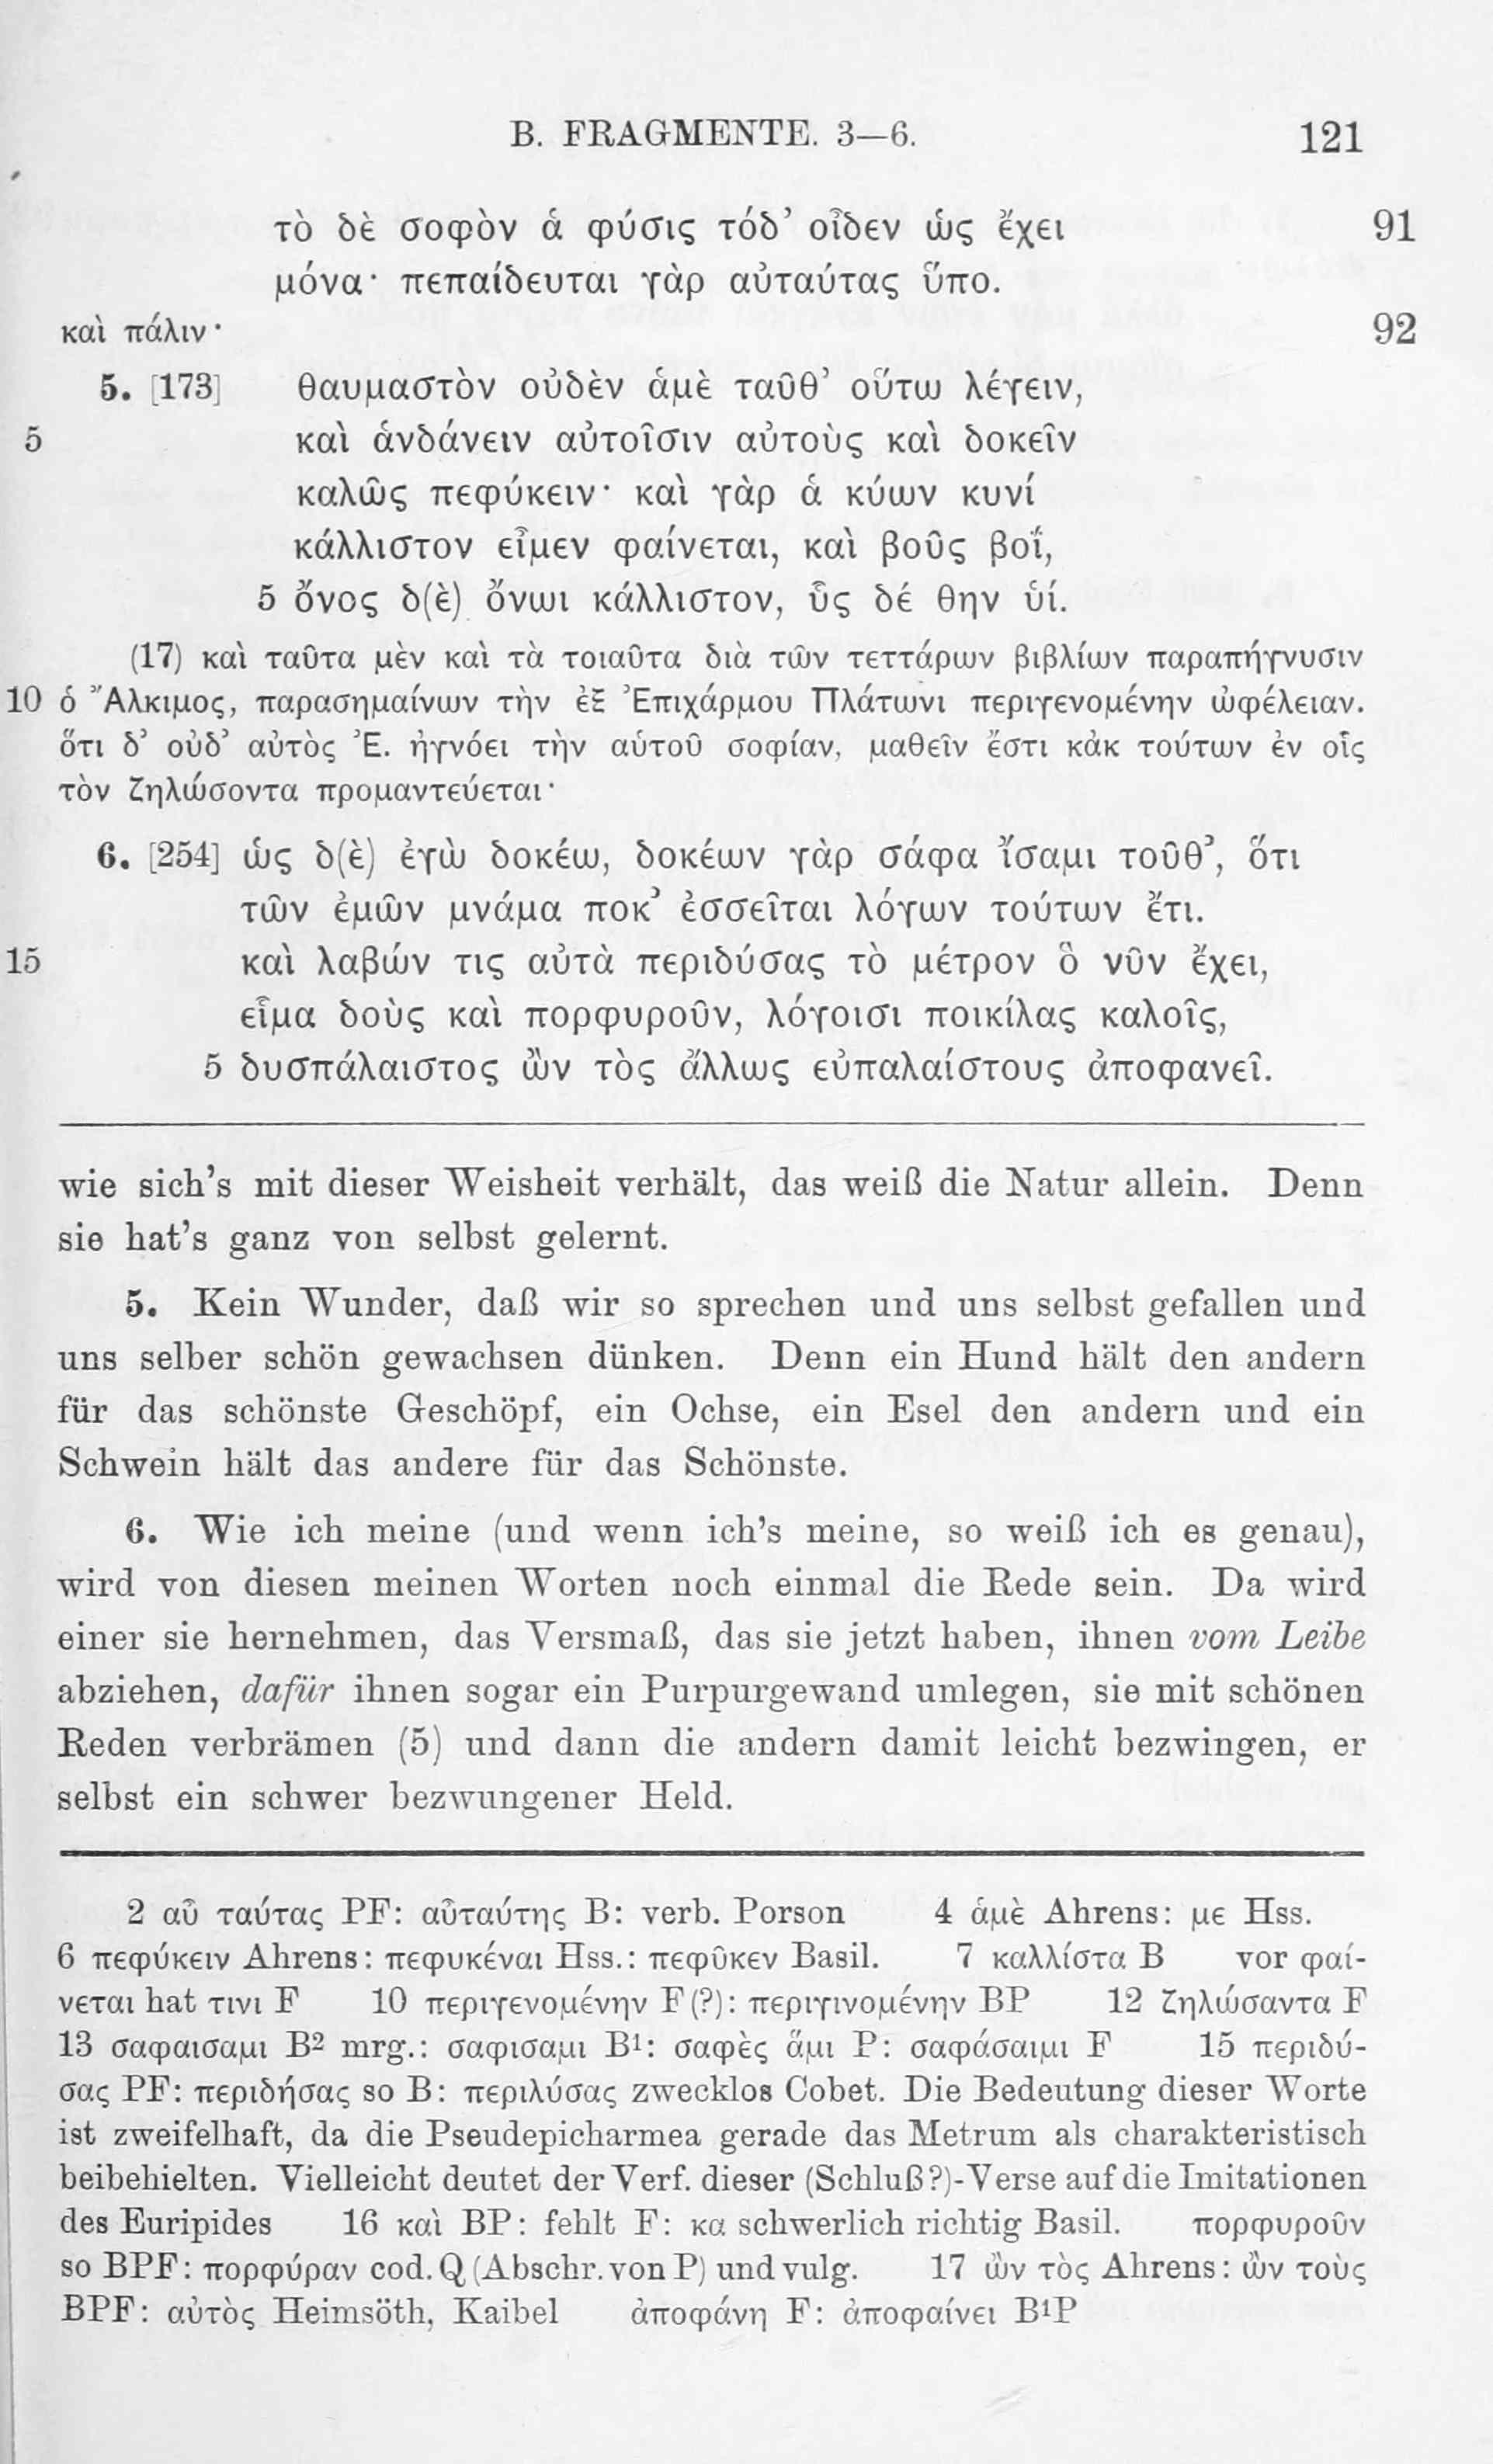 B. FRAGMENTE. 3—6. 121
τὸ δὲ σοφὸν ἁ φύσις τόδ’ οἶδεν ὡς ἔχει 91
μόνα· πεπαίδευται γὰρ αὐταύτας ὕπο.
καὶ πάλιν· 92
5. [173] θαυμαστὸν οὐδὲν ἁμὲ ταῦθ’ οὕτω λέγειν,
5 καὶ ἁνδάνειν αὐτοῖσιν αὐτοὺς καὶ δοκεῖν
καλῶς πεφύκειν· καὶ γὰρ ἁ κύων κυνί
κάλλιστον εἶμεν φαίνεται, καὶ βοῦς βοΐ,
5 ὄνος δ(ὲ) ὄνωι κάλλιστον, ὗς δέ θην ὑί.
(17) καὶ ταῦτα μὲν καὶ τὰ τοιαῦτα διὰ τῶν τεττάρων βιβλίων παραπήγνυσιν
10 ὁ Ἄλκιμος, παρασημαίνων τὴν ἐξ Ἐπιχάρμου Πλάτωνι περιγενομένην ὠφέλειαν.
ὅτι δ’ οὐδ’ αὐτὸς Ἐ. ἠγνόει τὴν αὑτοῦ σοφίαν, μαθεῖν ἔστι κἀκ τούτων ἐν οἷς
τὸν ζηλώσοντα προμαντεύεται·
6. [254] ὡς δ(ὲ) ἐγὼ δοκέω, δοκέων γὰρ σάφα ἴσαμι τοῦθ’, ὅτι
τῶν ἐμῶν μνάμα ποκ’ ἐσσεῖται λόγων τούτων ἔτι.
15 καὶ λαβών τις αὐτὰ περιδύσας τὸ μέτρον ὃ νῦν ἔχει,
εἷμα δοὺς καὶ πορφυροῦν, λόγοισι ποικίλας καλοῖς,
5 δυσπάλαιστος ὢν τὸς ἄλλως εὐπαλαίστους ἀποφανεῖ.
wie sich’s mit dieser Weisheit verhält, das weiß die Natur allein. Denn
sie hat’s ganz von selbst gelernt.
5. Kein Wunder, daß wir so sprechen und uns selbst gefallen und
uns selber schön gewachsen dünken. Denn ein Hund hält den andern
für das schönste Geschöpf, ein Ochse, ein Esel den andern und ein
Schwein hält das andere für das Schönste.
6. Wie ich meine (und wenn ich’s meine, so weiß ich es genau),
wird von diesen meinen Worten noch einmal die Rede sein. Da wird
einer sie hernehmen, das Versmaß, das sie jetzt haben, ihnen vom Leibe
abziehen, dafür ihnen sogar ein Purpurgewand umlegen, sie mit schönen
Reden verbrämen (5) und dann die andern damit leicht bezwingen, er
selbst ein schwer bezwungener Held.
2 αὖ ταύτας PF: αὖταύτης B: verb. Porson 4 ἁμὲ Ahrens: με Hss.
6 πεφύκειν Ahrens: πεφυκέναι Hss.: πεφῦκεν Basil. 7 καλλίστα B vor φαί-
νεται hat τινι F 10 περιγενομένην F(?): περιγινομένην BP 12 ζηλώσαντα F
13 σαφαισαμι B² mrg.: σαφισαμι B¹: σαφὲς ἅμι P: σαφάσαιμι F 15 περιδύ-
σας PF: περιδήσας so B: περιλύσας zwecklos Cobet. Die Bedeutung dieser Worte
ist zweifelhaft, da die Pseudepicharmea gerade das Metrum als charakteristisch
beibehielten. Vielleicht deutet der Verf. dieser (Schluß?)-Verse auf die Imitationen
des Euripides 16 καὶ BP: fehlt F: κα schwerlich richtig Basil. πορφυροῦν
so BPF: πορφύραν cod. Q (Abschr. von P) und vulg. 17 ὢν τὸς Ahrens: ὢν τοὺς
BPF: αὐτὸς Heimsöth, Kaibel ἀποφάνη F: ἀποφαίνει B¹P